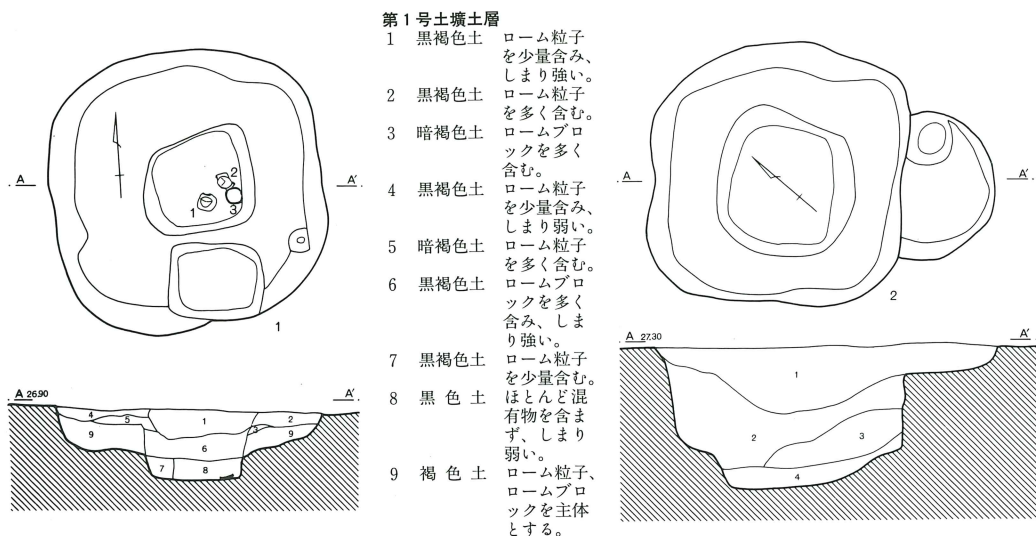 第1号土壙土層
1 黒褐色土 ローム粒子
を少量含み、
しまり強い。
2 黒褐色土 ローム粒子
を多く含む。
3 暗褐色土 ロームブロ
ックを多く
含む。
4 黒褐色土 ローム粒子
を少量含み、
しまり弱い。
5 暗褐色土 ローム粒子
を多く含む。
6 黒褐色土 ロームブロ
ックを多く
含み、しま
り強い。
7 黒褐色土 ローム粒子
を少量含む。
8 黒色土 ほとんど混
有物を含ま
ず、しまり
弱い。
9 褐色土 ローム粒子、
ロームブロ
ックを主体
とする。
A A'
2
1 3
1
A 26.90 A'
4 5 1 3 2
9 6 9
7 8
A A'
2
A 27.30 A'
1
2 3
4